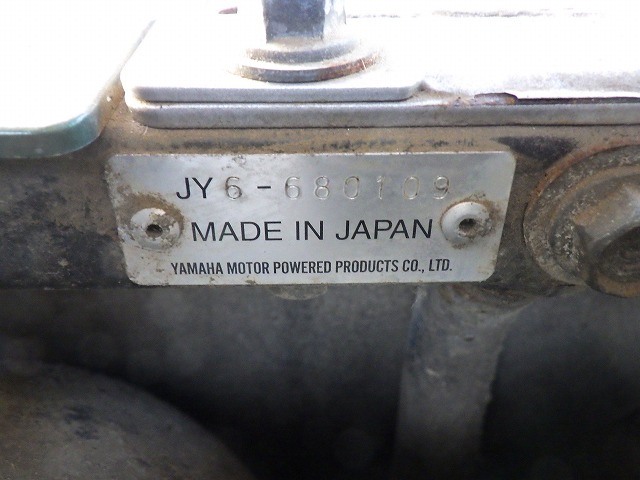 JY6-680109
MADE IN JAPAN
YAMAHA MOTOR POWERED PRODUCTS CO., LTD.